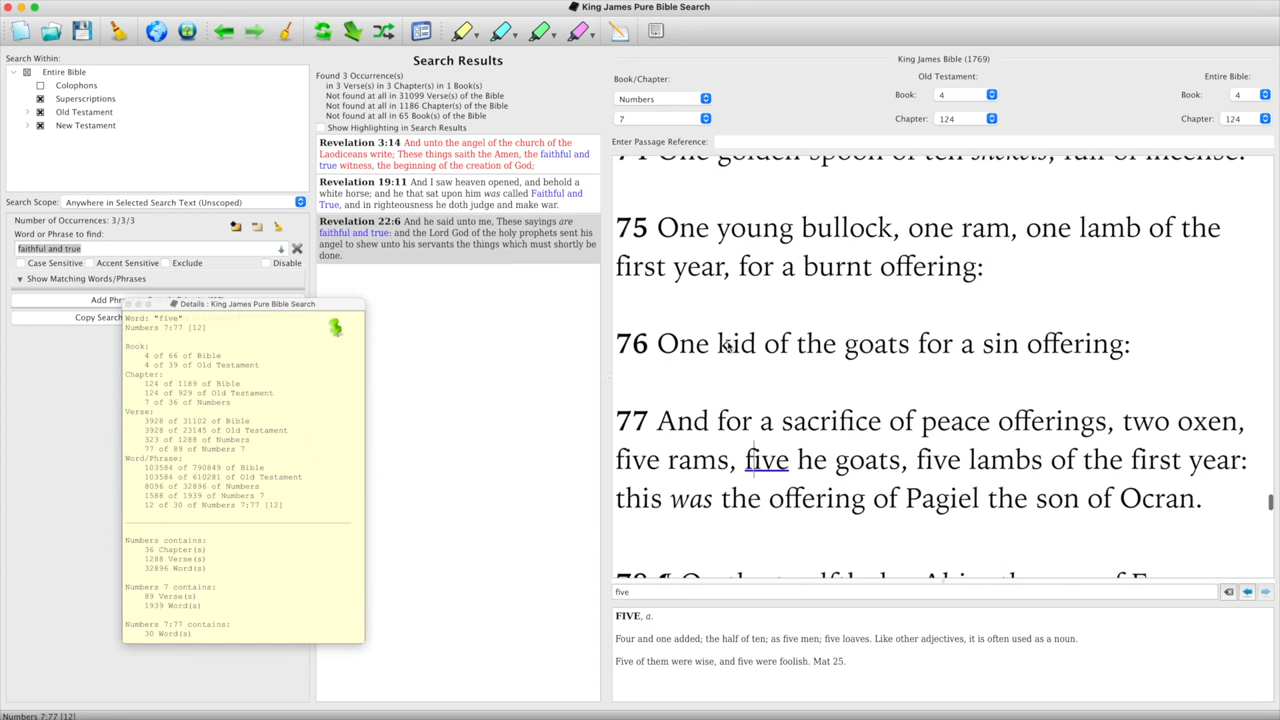 King James Pure Bible Search
Search Within:
Entire Bible
Colophons
Superscriptions
Old Testament
New Testament
Search Scope: Anywhere in Selected Search Text (Unscoped)
Number of Occurrences: 3/3/3
Word or Phrase to find:
faithful and true
Case Sensitive Accent Sensitive Exclude Disable
Show Matching Words/Phrases
Add Phr
Copy Search
Details : King James Pure Bible Search
Word: "five"
Numbers 7:77 [12]
Book:
4 of 66 of Bible
4 of 39 of Old Testament
Chapter:
124 of 1189 of Bible
124 of 929 of Old Testament
7 of 36 of Numbers
Verse:
3928 of 31102 of Bible
3928 of 23145 of Old Testament
323 of 1288 of Numbers
77 of 89 of Numbers 7
Word/Phrase:
103584 of 790849 of Bible
103584 of 610281 of Old Testament
8096 of 32896 of Numbers
1588 of 1939 of Numbers 7
12 of 30 of Numbers 7:77 [12]
Numbers contains:
36 Chapter(s)
1288 Verse(s)
32896 Word(s)
Numbers 7 contains:
89 Verse(s)
1939 Word(s)
Numbers 7:77 contains:
30 Word(s)
Search Results
Found 3 Occurrence(s)
in 3 Verse(s) in 3 Chapter(s) in 1 Book(s)
Not found at all in 31099 Verse(s) of the Bible
Not found at all in 1186 Chapter(s) of the Bible
Not found at all in 65 Book(s) of the Bible
Show Highlighting in Search Results
Revelation 3:14 And unto the angel of the church of the
Laodiceans write; These things saith the Amen, the faithful and
true witness, the beginning of the creation of God;
Revelation 19:11 And I saw heaven opened, and behold a
white horse; and he that sat upon him was called Faithful and
True, and in righteousness he doth judge and make war.
Revelation 22:6 And he said unto me, These sayings are
faithful and true: and the Lord God of the holy prophets sent his
angel to shew unto his servants the things which must shortly be
done.
King James Bible (1769)
Book/Chapter: Old Testament: Entire Bible:
Numbers Book: 4 Book: 4
7 Chapter: 124 Chapter: 124
Enter Passage Reference:
74 One golden spoon of ten shekels, full of incense:
75 One young bullock, one ram, one lamb of the
first year, for a burnt offering:
76 One kid of the goats for a sin offering:
77 And for a sacrifice of peace offerings, two oxen,
five rams, five he goats, five lambs of the first year:
this was the offering of Pagiel the son of Ocran.
five
FIVE, a.
Four and one added; the half of ten; as five men; five loaves. Like other adjectives, it is often used as a noun.
Five of them were wise, and five were foolish. Mat 25.
Numbers 7:77 [12]